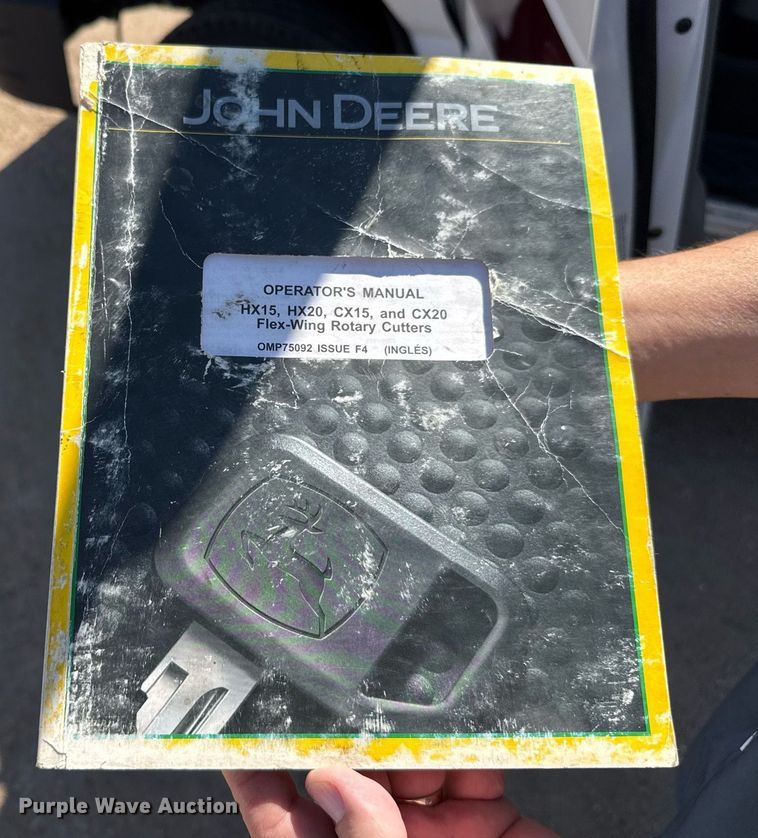 JOHN DEERE
OPERATOR'S MANUAL
HX15, HX20, CX15, and CX20
Flex-Wing Rotary Cutters
OMP75092 ISSUE F4 (INGLÉS)
Purple Wave Auction